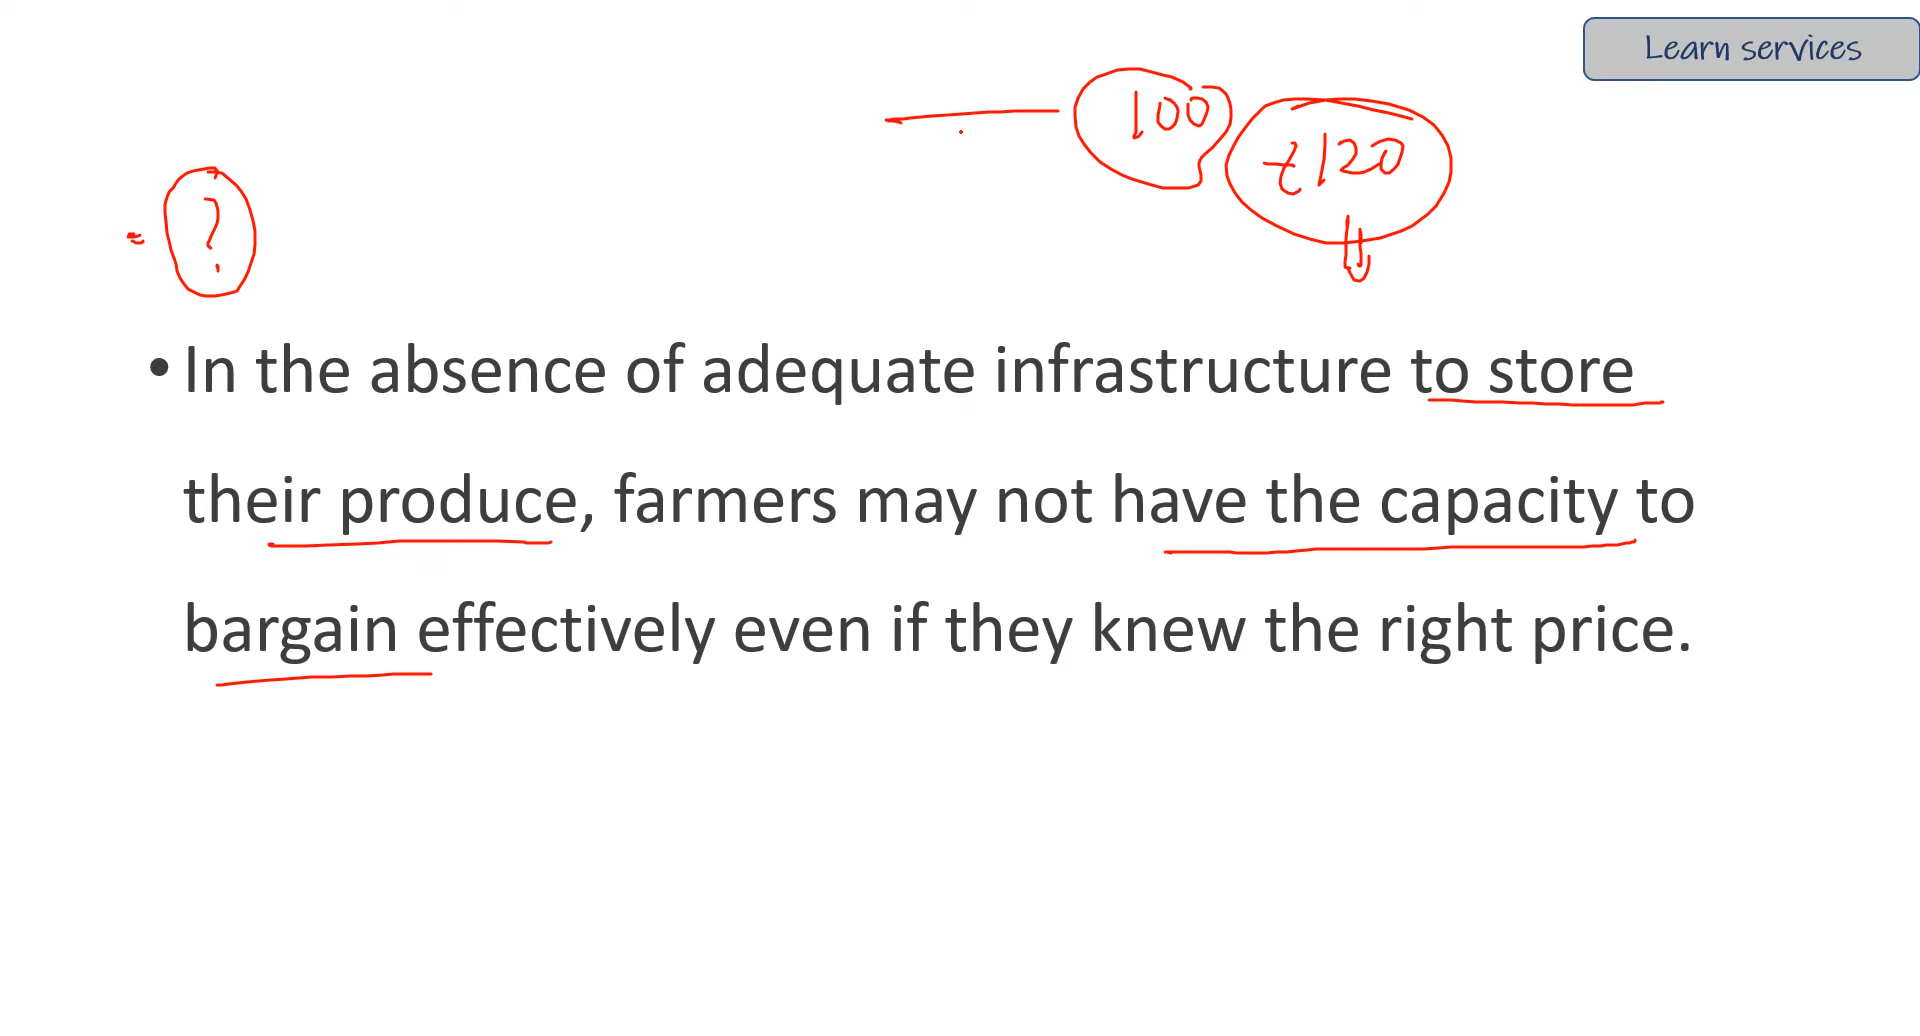 Learn services
100
₹120
?
• In the absence of adequate infrastructure to store
their produce, farmers may not have the capacity to
bargain effectively even if they knew the right price.